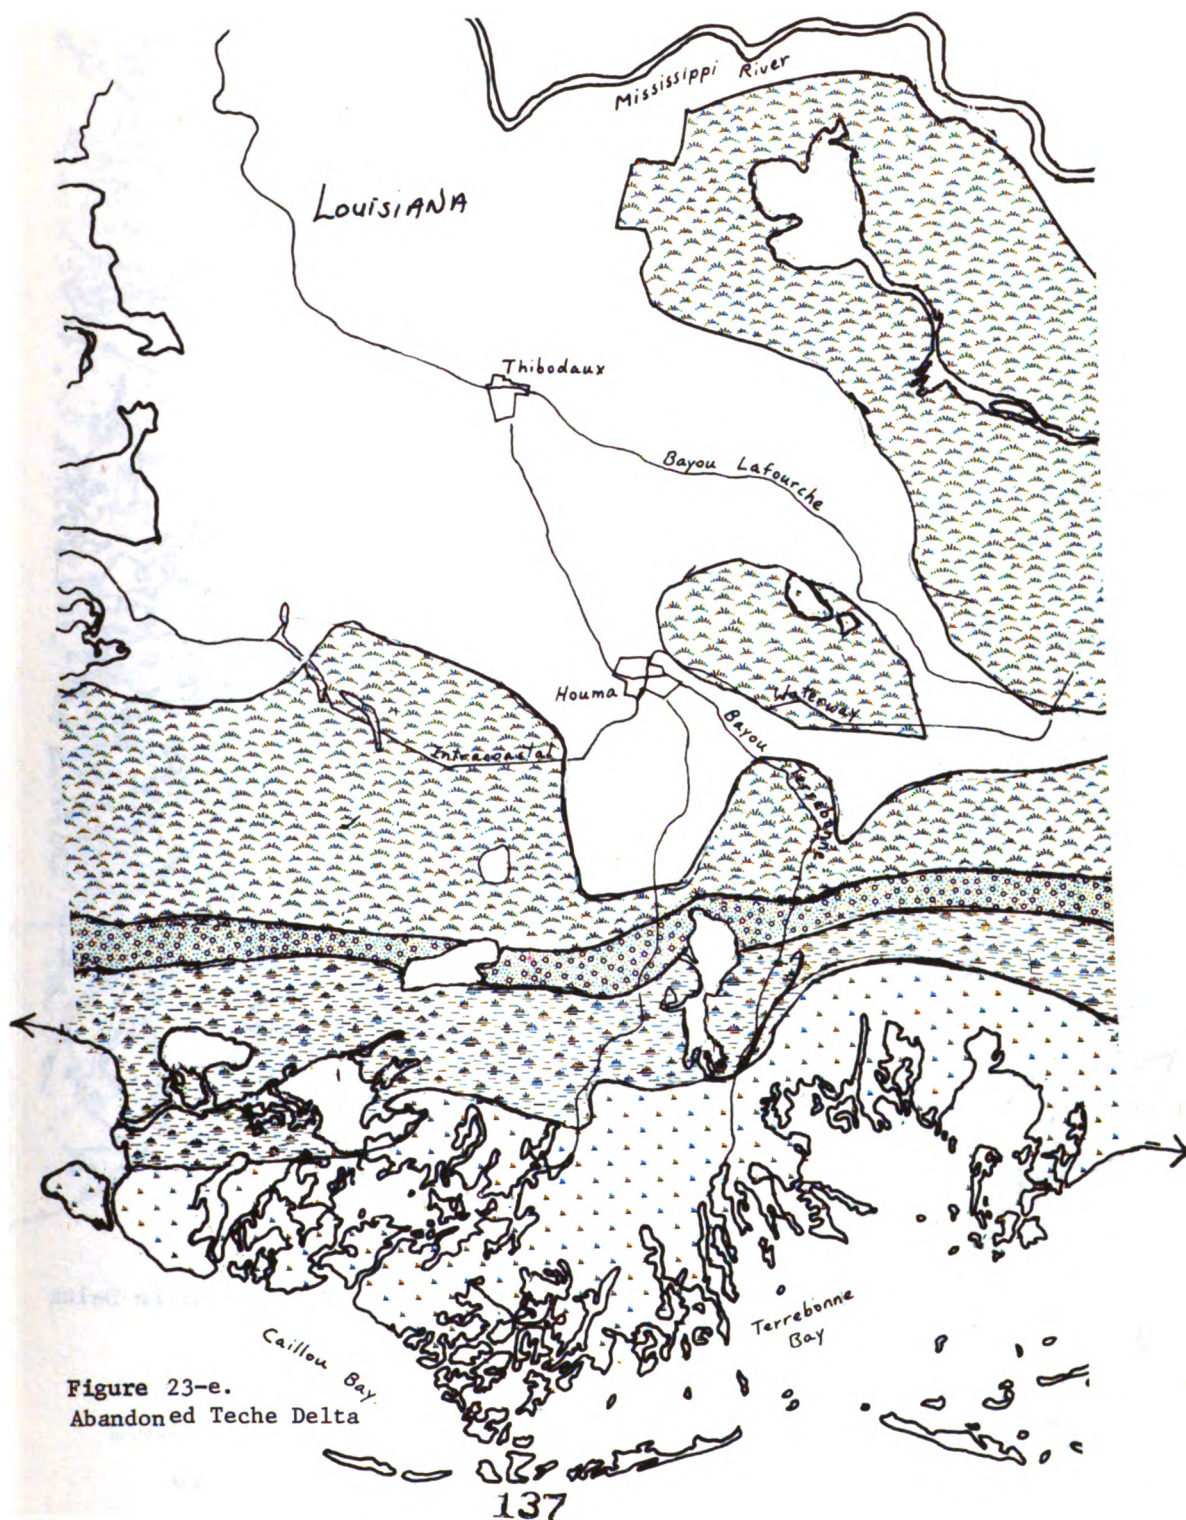 Mississippi River
LOUISIANA
Thibodaux
Bayou Lafourche
Houma
Waterway
Bayou
Intracoastal
Terrebonne
Terrebonne
Bay
Caillou Bay
Figure 23-e.
Abandoned Teche Delta
137